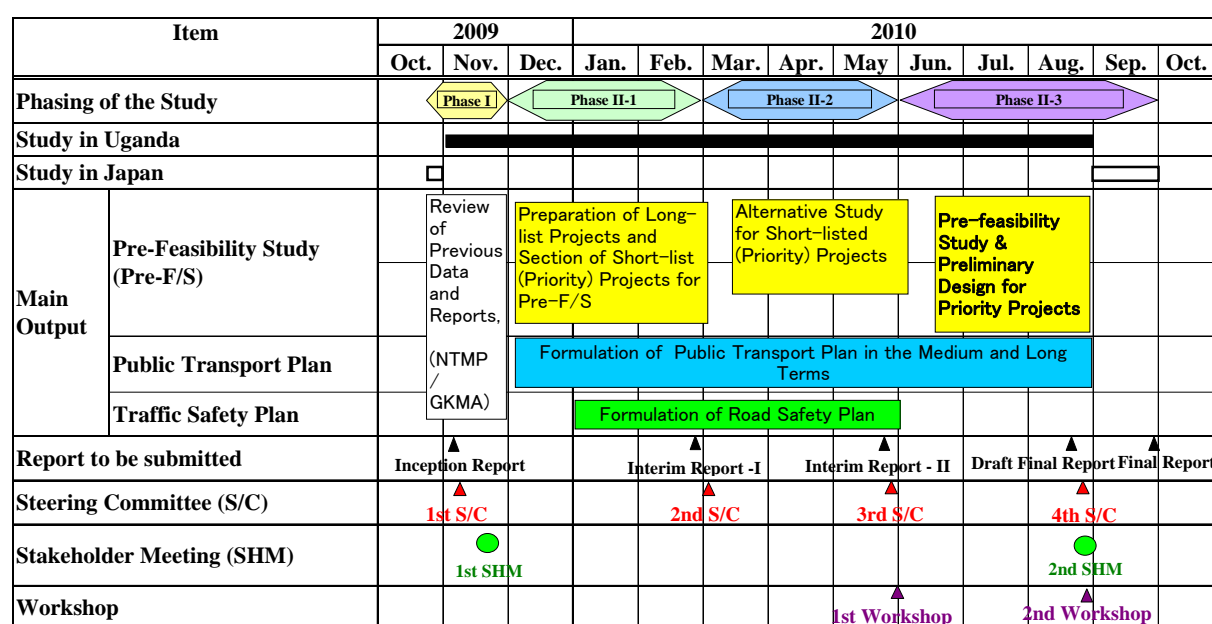 Item
2009
2010
Oct. Nov. Dec. Jan. Feb. Mar. Apr. May Jun. Jul. Aug. Sep. Oct.
Phasing of the Study
Phase I
Phase II-1
Phase II-2
Phase II-3
Study in Uganda
Study in Japan
Main
Output
Pre-Feasibility Study
(Pre-F/S)
Review
of
Previous
Data
and
Reports,
(NTMP
/
GKMA)
Preparation of Long-
list Projects and
Section of Short-list
(Priority) Projects for
Pre-F/S
Alternative Study
for Short-listed
(Priority) Projects
Pre-feasibility
Study &
Preliminary
Design for
Priority Projects
Public Transport Plan
Formulation of Public Transport Plan in the Medium and Long
Terms
Traffic Safety Plan
Formulation of Road Safety Plan
Report to be submitted
Inception Report
Interim Report -I
Interim Report - II
Draft Final Report
Final Report
Steering Committee (S/C)
1st S/C
2nd S/C
3rd S/C
4th S/C
Stakeholder Meeting (SHM)
1st SHM
2nd SHM
Workshop
1st Workshop
2nd Workshop